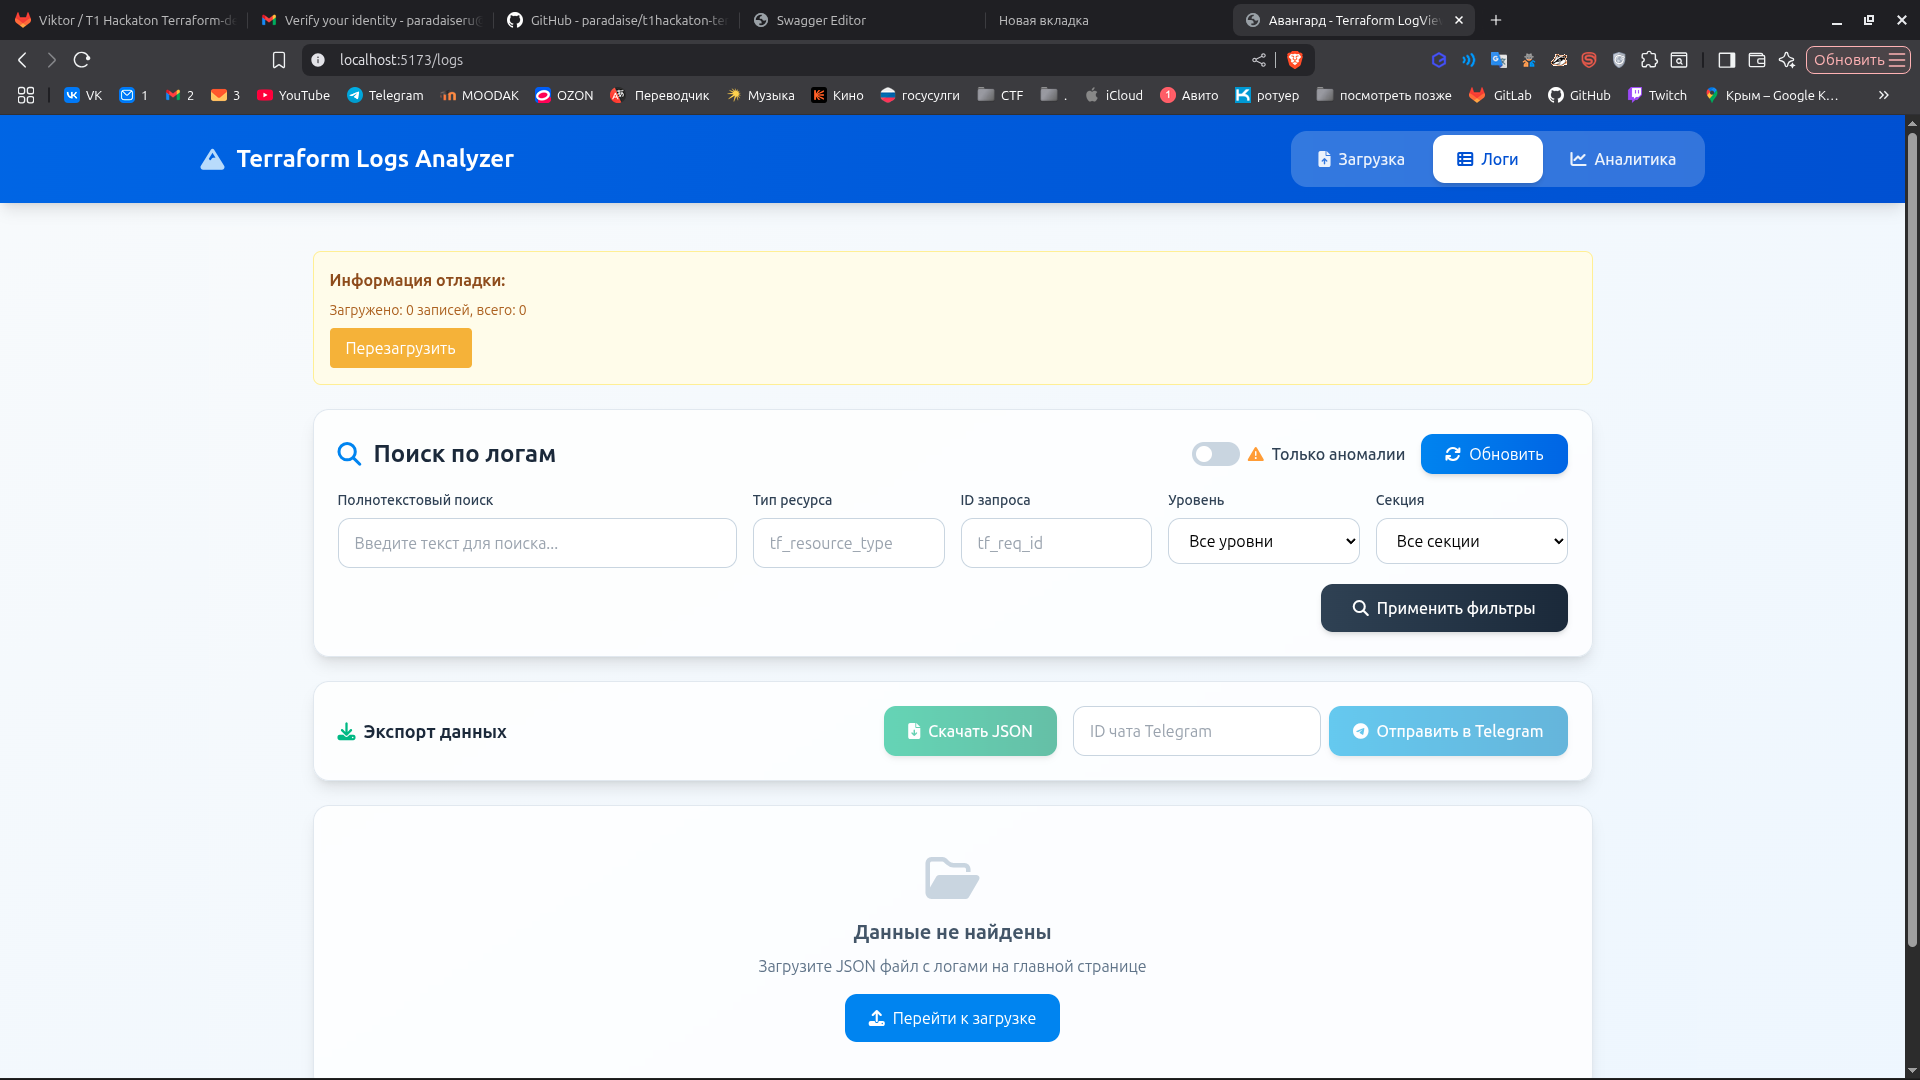 Viktor / T1 Hackaton Terraform-de
Verify your identity - paradaiseru@
GitHub - paradaise/t1hackaton-ter
Swagger Editor
Новая вкладка
Авангард - Terraform LogView
localhost:5173/logs
Обновить
VK
1
2
3
YouTube
Telegram
MOODAK
OZON
Переводчик
Музыка
Кино
госусулги
CTF
.
iCloud
Авито
ротуер
посмотреть позже
GitLab
GitHub
Twitch
Крым – Google K...
Terraform Logs Analyzer
Загрузка
Логи
Аналитика
Информация отладки:
Загружено: 0 записей, всего: 0
Перезагрузить
Поиск по логам
Только аномалии
Обновить
Полнотекстовый поиск
Тип ресурса
ID запроса
Уровень
Секция
Введите текст для поиска...
tf_resource_type
tf_req_id
Все уровни
Все секции
Применить фильтры
Экспорт данных
Скачать JSON
ID чата Telegram
Отправить в Telegram
Данные не найдены
Загрузите JSON файл с логами на главной странице
Перейти к загрузке